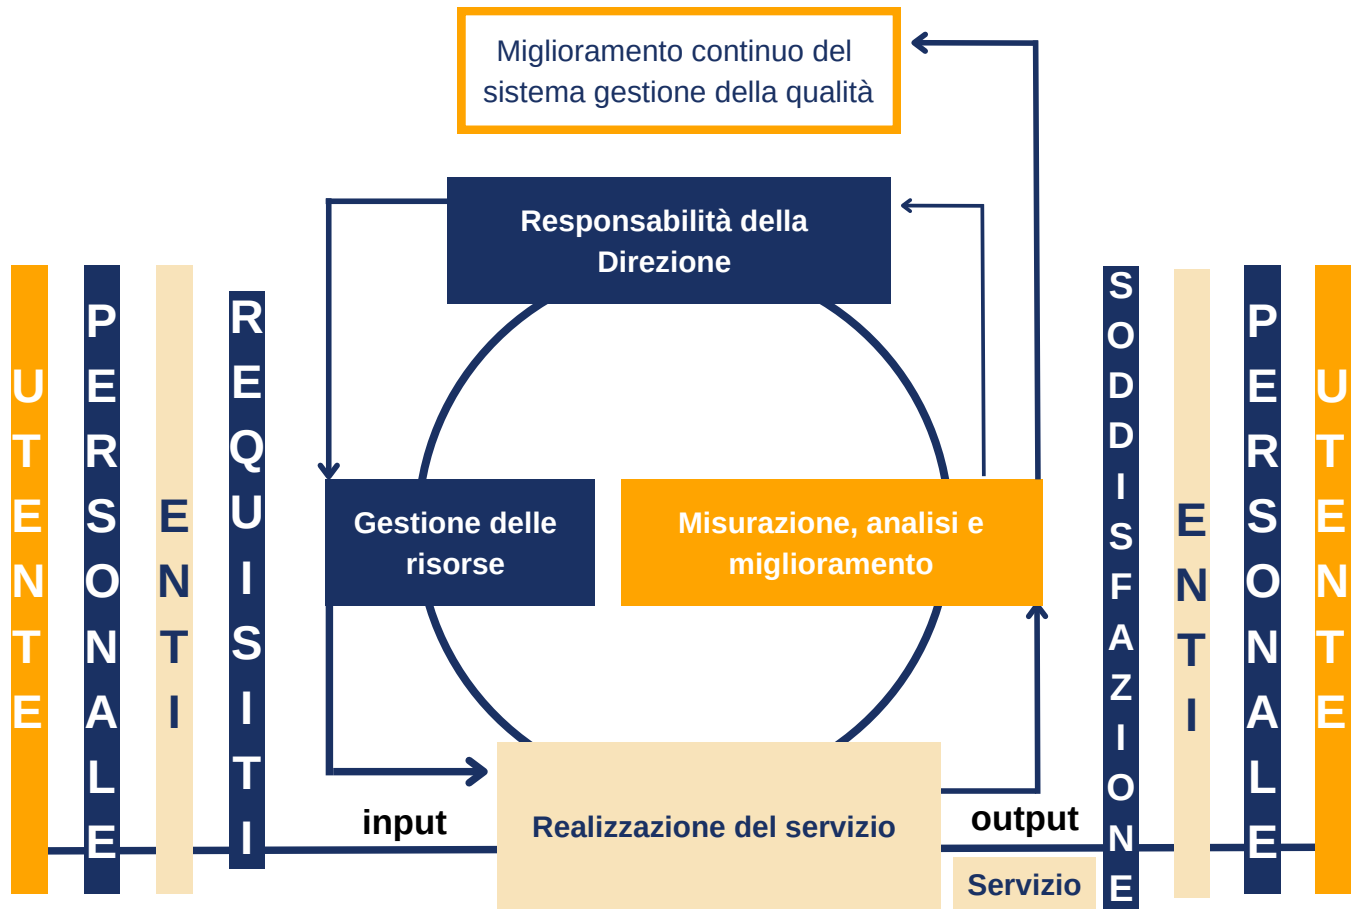 Miglioramento continuo del
sistema gestione della qualità
Responsabilità della
Direzione
UTENTE
PERSONALE
ENTI
REQUISITI
Gestione delle
risorse
Misurazione, analisi e
miglioramento
SODDISFAZIONE
ENTI
PERSONALE
UTENTE
input
Realizzazione del servizio
output
Servizio